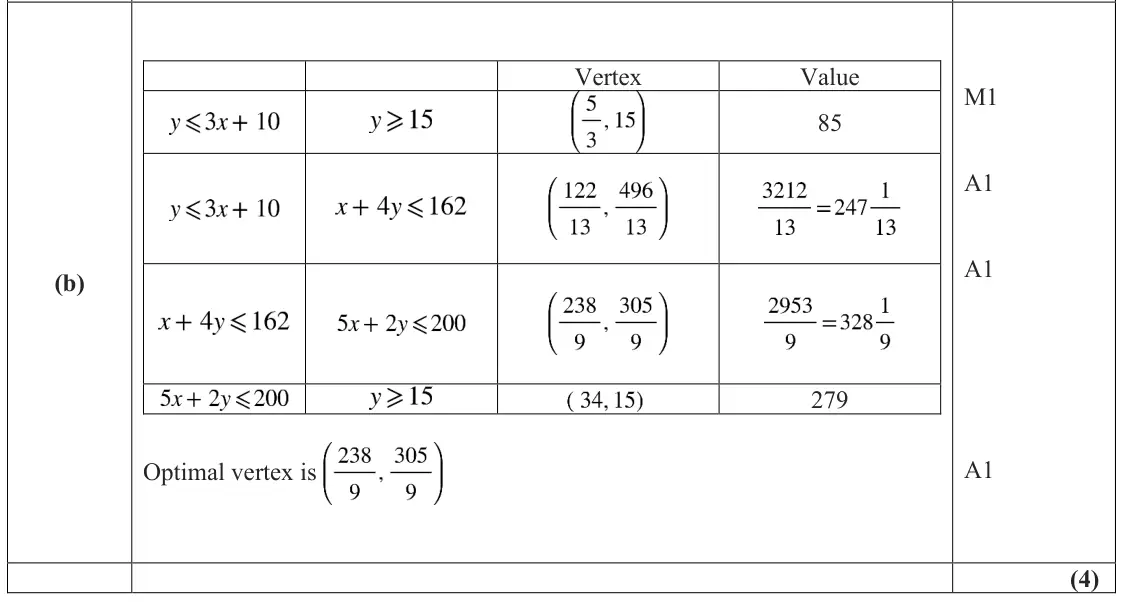 Vertex Value
y⩽3x+ 10 y⩾15 (5/3, 15) 85 M1
y⩽3x+ 10 x+ 4y⩽162 (122/13, 496/13) 3212/13 =247 1/13 A1
(b) x+ 4y⩽162 5x+ 2y⩽200 (238/9, 305/9) 2953/9 =328 1/9 A1
5x+ 2y⩽200 y⩾15 ( 34, 15) 279
Optimal vertex is (238/9, 305/9) A1
(4)